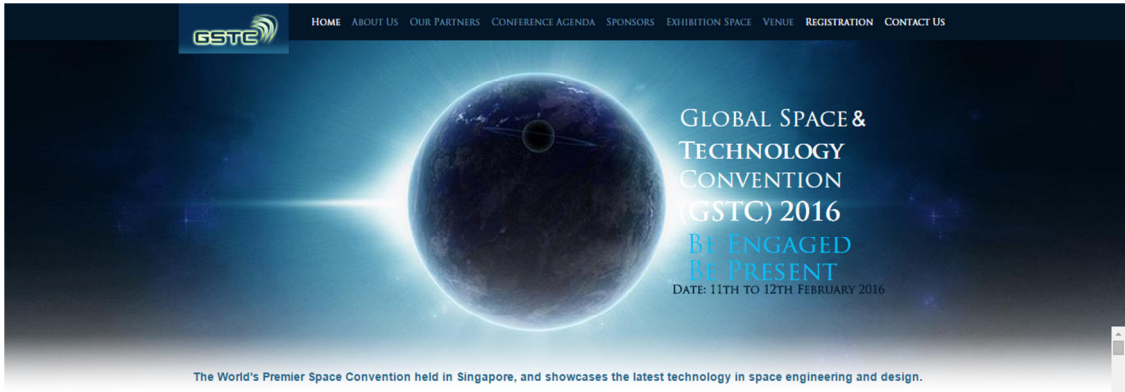 GSTC
Home About Us Our Partners Conference Agenda Sponsors Exhibition Space Venue Registration Contact Us
Global Space &
Technology
Convention
(GSTC) 2016
Be Engaged
Be Present
Date: 11th to 12th February 2016
The World's Premier Space Convention held in Singapore, and showcases the latest technology in space engineering and design.